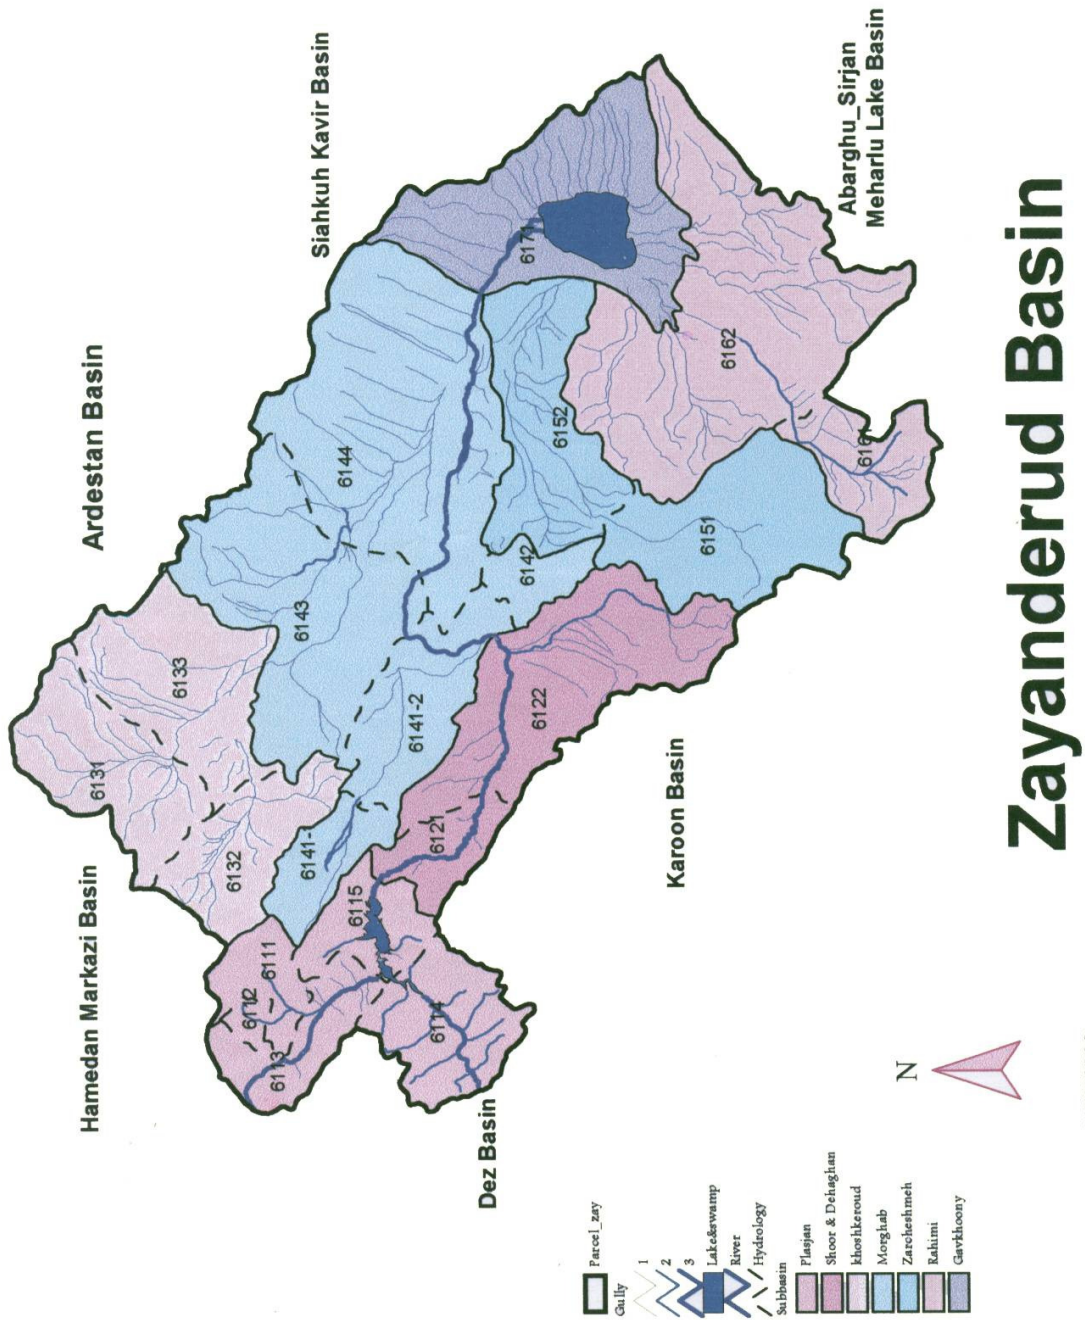 Zayanderud Basin
Siahkuh Kavir Basin
Abarghu_Sirjan
Meharlu Lake Basin
Ardestan Basin
Hamedan Markazi Basin
Karoon Basin
Dez Basin
6171
6162
6161
6144
6152
6151
6142
6143
6133
6131
6132
6141-2
6141-
6122
6121
6115
6111
6112
6113
6114
N
Parcel_zay
Gully
1
2
3
Lake&swamp
River
Hydrology
Subbasin
Plasjan
Shoor & Dehaghan
khoshkeroud
Morghab
Zarcheshmeh
Rahimi
Gavkhoony